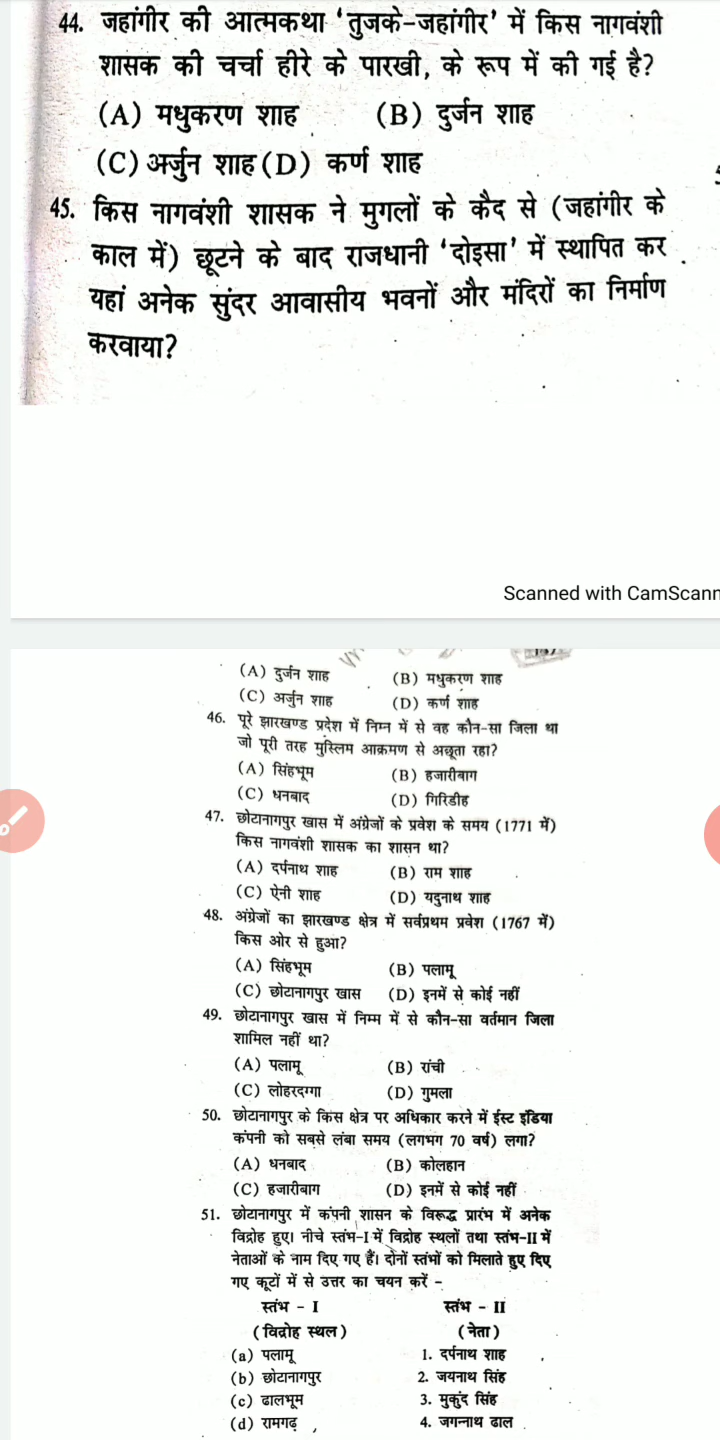 44. जहांगीर की आत्मकथा 'तुजके-जहांगीर' में किस नागवंशी
शासक की चर्चा हीरे के पारखी, के रूप में की गई है?
(A) मधुकरण शाह (B) दुर्जन शाह
(C) अर्जुन शाह (D) कर्ण शाह
45. किस नागवंशी शासक ने मुगलों के कैद से (जहांगीर के
काल में) छूटने के बाद राजधानी 'दोइसा' में स्थापित कर
यहां अनेक सुंदर आवासीय भवनों और मंदिरों का निर्माण
करवाया?
Scanned with CamScann
(A) दुर्जन शाह (B) मधुकरण शाह
(C) अर्जुन शाह (D) कर्ण शाह
46. पूरे झारखण्ड प्रदेश में निम्न में से वह कौन-सा जिला था
जो पूरी तरह मुस्लिम आक्रमण से अछूता रहा?
(A) सिंहभूम (B) हजारीबाग
(C) धनबाद (D) गिरिडीह
47. छोटानागपुर खास में अंग्रेजों के प्रवेश के समय (1771 में)
किस नागवंशी शासक का शासन था?
(A) दर्पनाथ शाह (B) राम शाह
(C) ऐनी शाह (D) यदुनाथ शाह
48. अंग्रेजों का झारखण्ड क्षेत्र में सर्वप्रथम प्रवेश (1767 में)
किस ओर से हुआ?
(A) सिंहभूम (B) पलामू
(C) छोटानागपुर खास (D) इनमें से कोई नहीं
49. छोटानागपुर खास में निम्म में से कौन-सा वर्तमान जिला
शामिल नहीं था?
(A) पलामू (B) रांची
(C) लोहरदग्गा (D) गुमला
50. छोटानागपुर के किस क्षेत्र पर अधिकार करने में ईस्ट इंडिया
कंपनी को सबसे लंबा समय (लगभंग 70 वर्ष) लगा?
(A) धनबाद (B) कोलहान
(C) हजारीबाग (D) इनमें से कोई नहीं
51. छोटानागपुर में कंपनी शासन के विरूद्ध प्रारंभ में अनेक
विद्रोह हुए। नीचे स्तंभ-I में विद्रोह स्थलों तथा स्तंभ-II में
नेताओं के नाम दिए गए हैं। दोनों स्तंभों को मिलाते हुए दिए
गए कूटों में से उत्तर का चयन करें -
स्तंभ - I स्तंभ - II
(विद्रोह स्थल) (नेता)
(a) पलामू 1. दर्पनाथ शाह
(b) छोटानागपुर 2. जयनाथ सिंह
(c) ढालभूम 3. मुकुंद सिंह
(d) रामगढ़ 4. जगन्नाथ ढाल